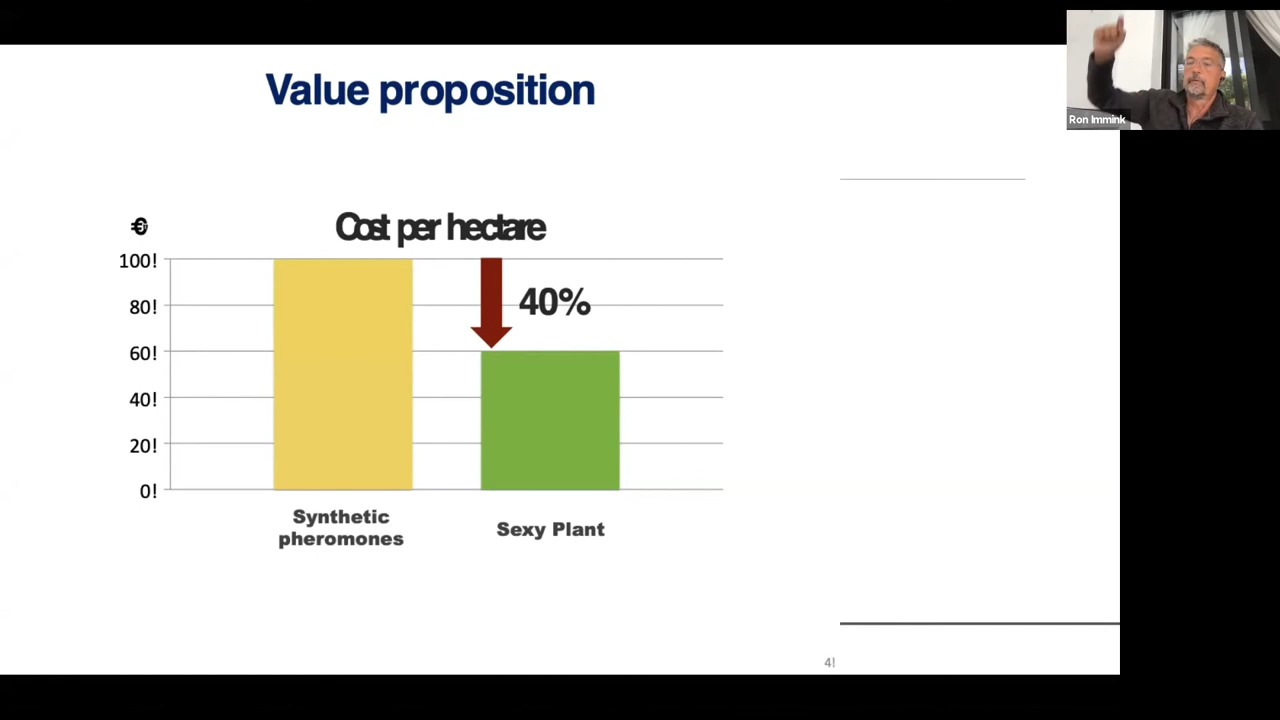 Value proposition
Ron Immink
€
Cost per hectare
100!
40%
80!
60!
40!
20!
0!
Synthetic
pheromones
Sexy Plant
4!